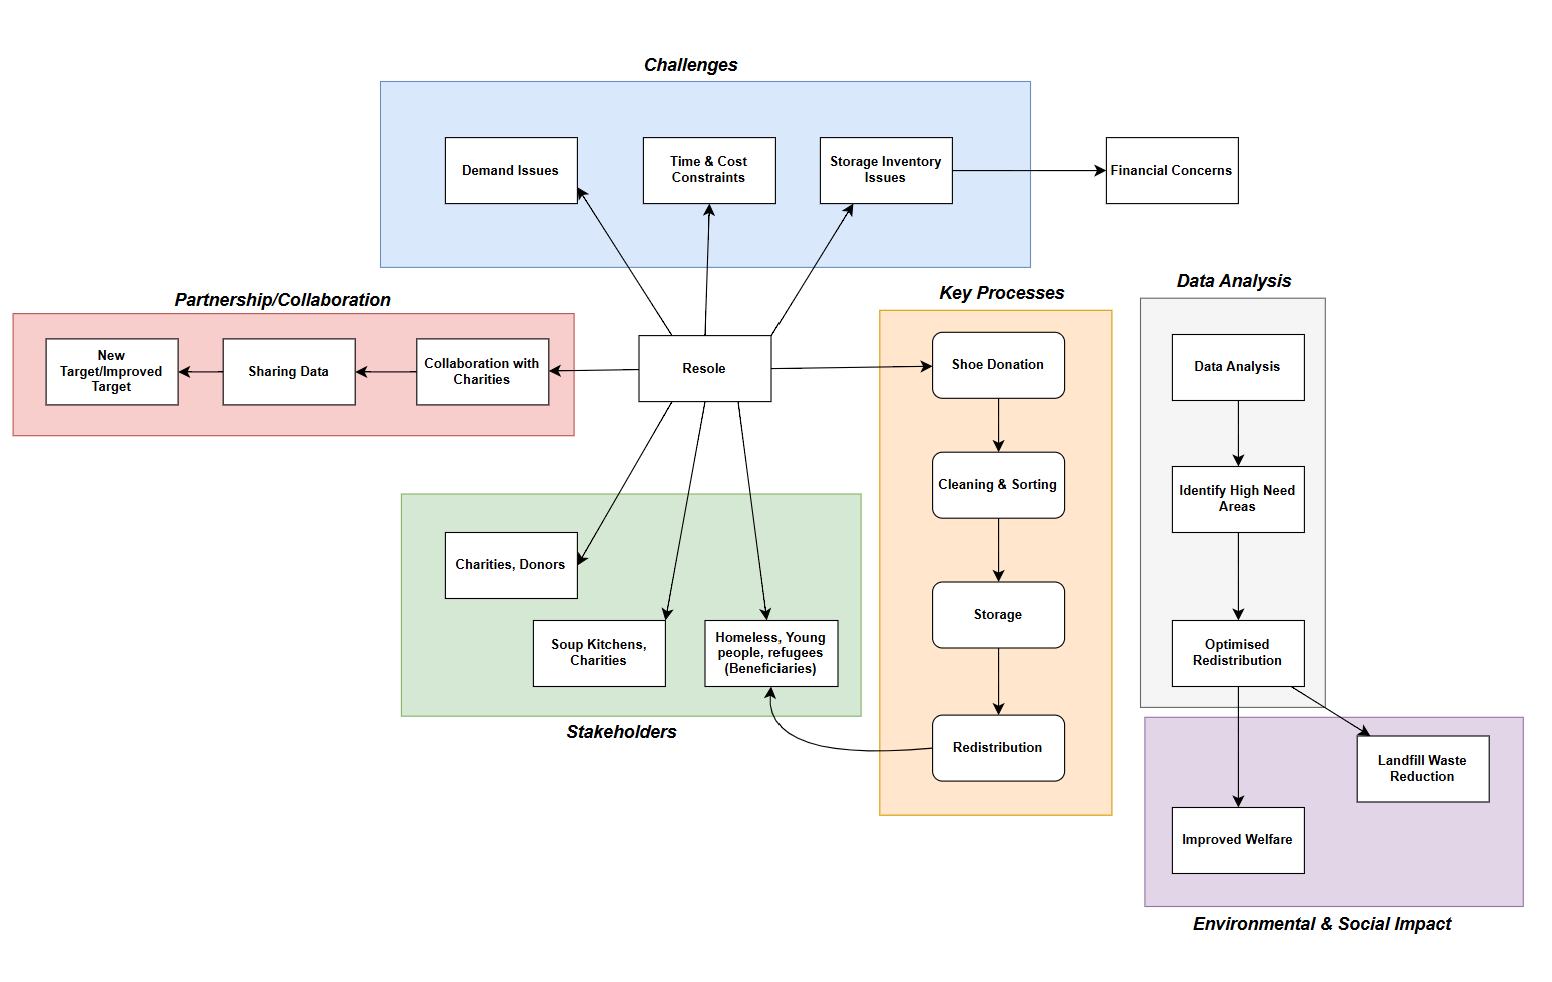 Challenges
Demand Issues
Time & Cost
Constraints
Storage Inventory
Issues
Financial Concerns
Partnership/Collaboration
New
Target/Improved
Target
Sharing Data
Collaboration with
Charities
Resole
Key Processes
Shoe Donation
Cleaning & Sorting
Storage
Redistribution
Data Analysis
Data Analysis
Identify High Need
Areas
Optimised
Redistribution
Charities, Donors
Soup Kitchens,
Charities
Homeless, Young
people, refugees
(Beneficiaries)
Stakeholders
Landfill Waste
Reduction
Improved Welfare
Environmental & Social Impact